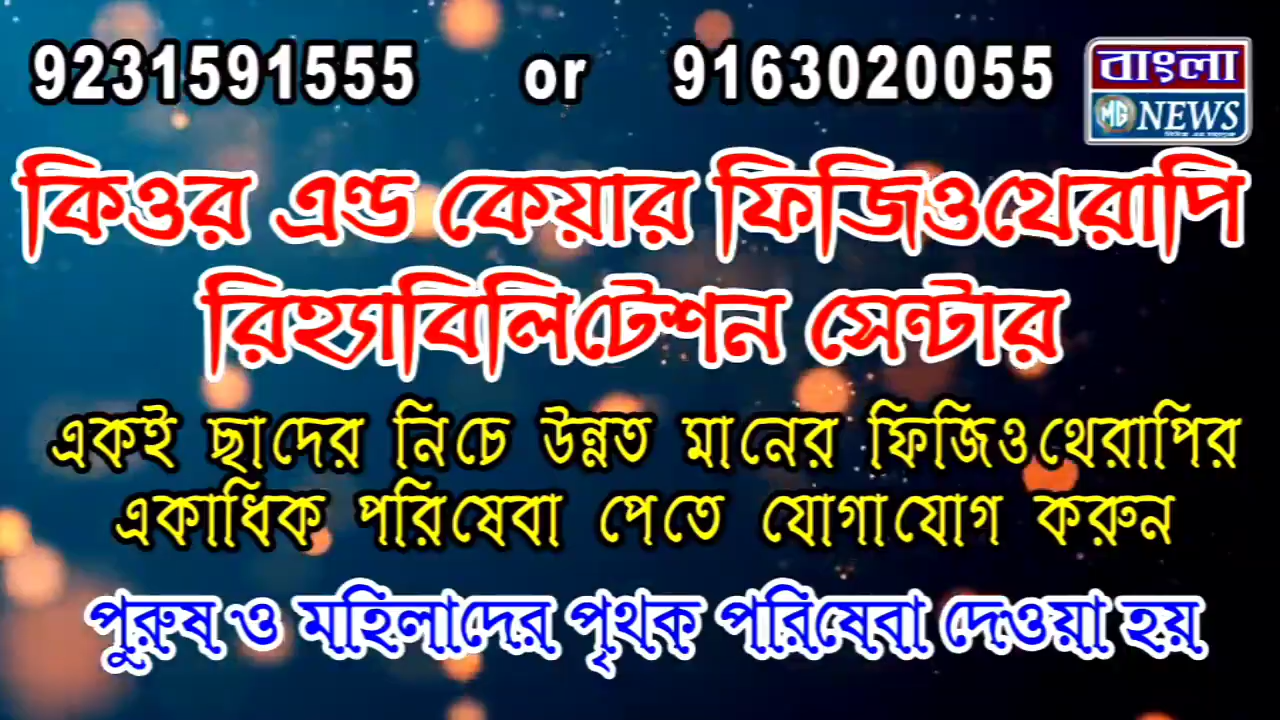 9231591555 or 9163020055
বাংলা
MG NEWS
কিওর এণ্ড কেয়ার ফিজিওথেরাপি
রিহ্যাবিলিটেশন সেন্টার
একই ছাদের নিচে উন্নত মানের ফিজিওথেরাপির
একাধিক পরিষেবা পেতে যোগাযোগ করুন
পুরুষ ও মহিলাদের পৃথক পরিষেবা দেওয়া হয়